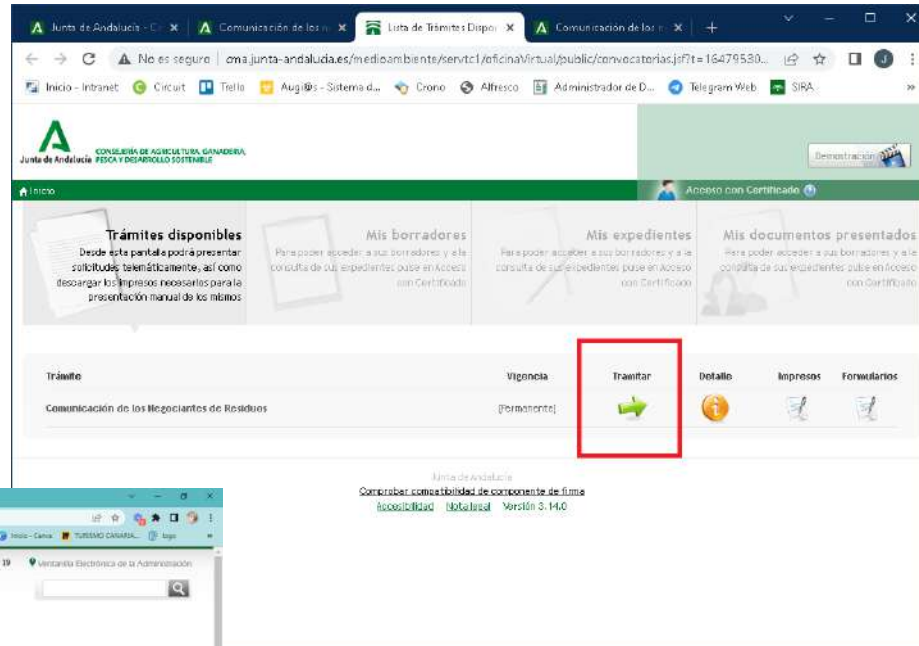 Junta de Andalucía - C
Comunicación de los n
Lista de Trámites Dispor
Comunicación de los n
No es seguro | cma.junta-andalucia.es/medioambiente/servtc1/oficinaVirtual/public/convocatorias.jsf?t=16479530...
Inicio - Intranet Circuit Trello Augi@s - Sistema d... Crono Alfresco Administrador de D... Telegram Web SIRA »
Junta de Andalucía
CONSEJERÍA DE AGRICULTURA, GANADERÍA,
PESCA Y DESARROLLO SOSTENIBLE
Demostración
Inicio
Acceso con Certificado
Trámites disponibles
Desde esta pantalla podrá presentar
solicitudes telemáticamente, así como
descargar los impresos necesarios para la
presentación manual de los mismos
Mis borradores
Para poder acceder a sus borradores y a la
consulta de sus expedientes pulse en Acceso
con Certificado
Mis expedientes
Para poder acceder a sus borradores y a la
consulta de sus expedientes pulse en Acceso
con Certificado
Mis documentos presentados
Para poder acceder a sus borradores y a la
consulta de sus expedientes pulse en Acceso
con Certificado
Trámite Vigencia Tramitar Detalle Impresos Formularios
Comunicación de los Negociantes de Residuos [Permanente]
Junta de Andalucía
Comprobar compatibilidad de componente de firma
Accesibilidad Nota legal Versión 3.14.0
Inicio - Canva TURISMO CANARIA... logo »
19 Ventanilla Electrónica de la Administración